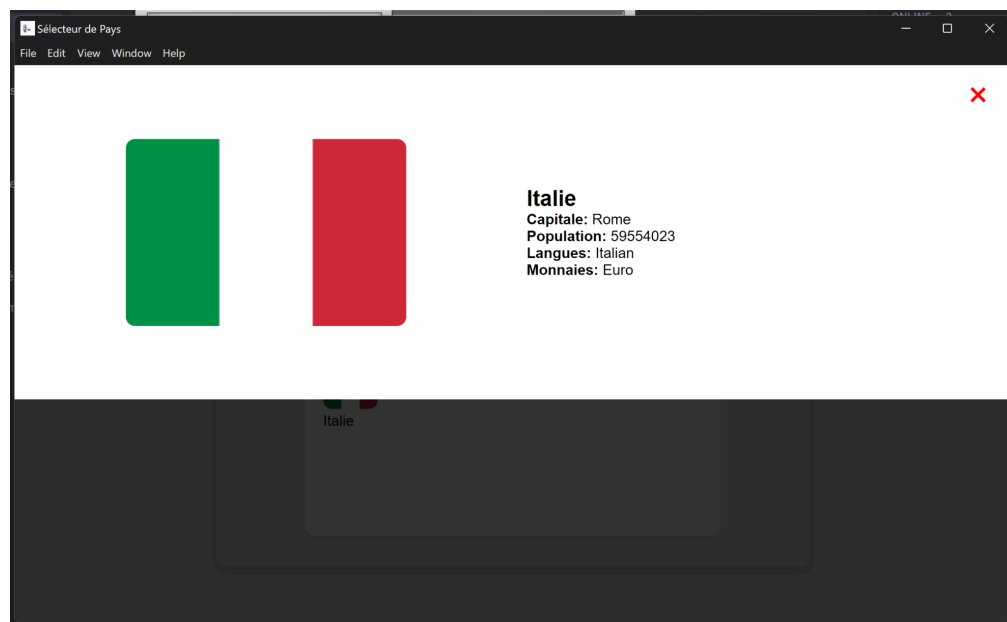 Sélecteur de Pays
File Edit View Window Help
Italie
Capitale: Rome
Population: 59554023
Langues: Italian
Monnaies: Euro
Italie